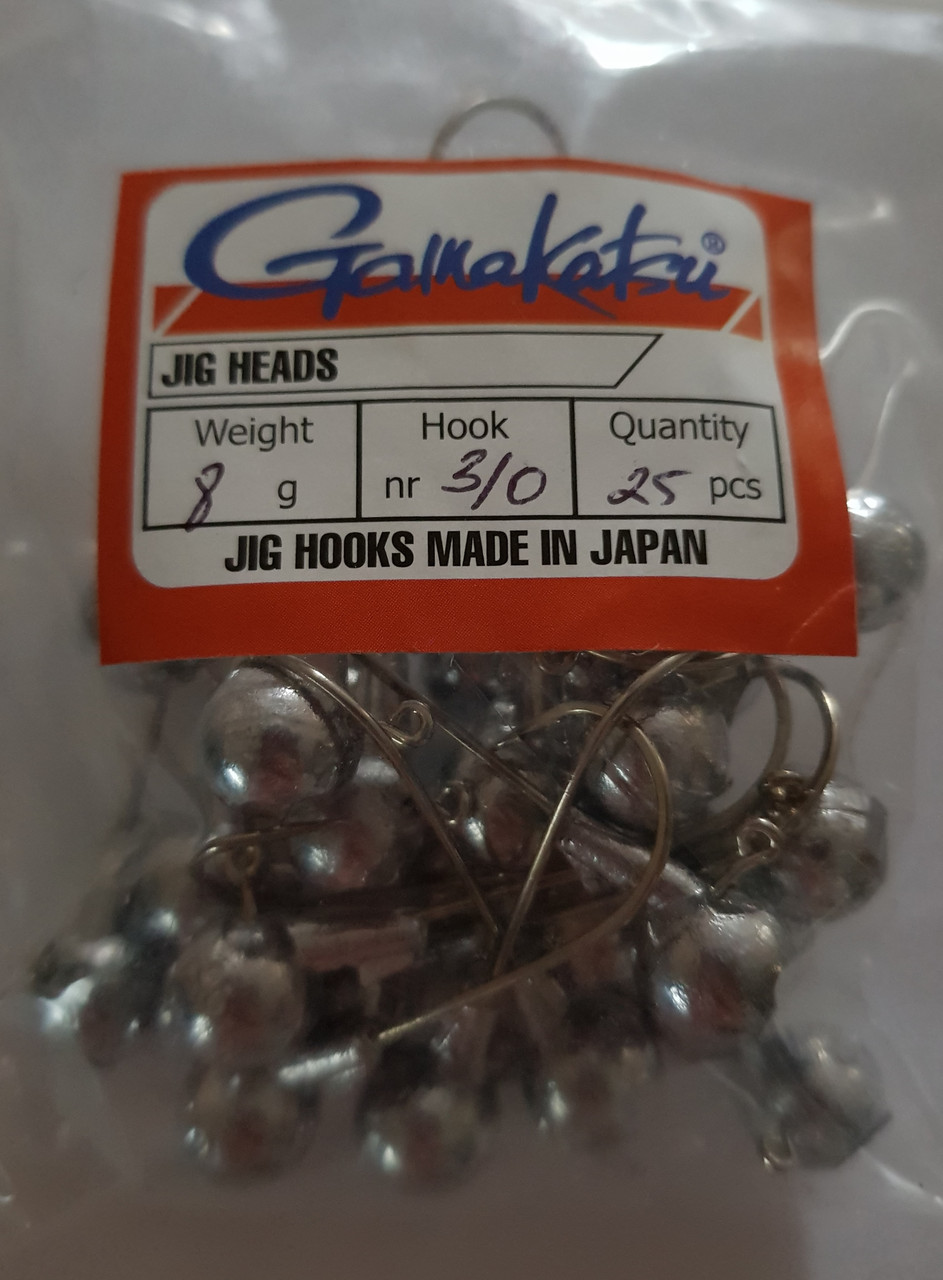 Gamakatsu®
JIG HEADS
Weight Hook Quantity
8 g nr 3/0 25 pcs
JIG HOOKS MADE IN JAPAN